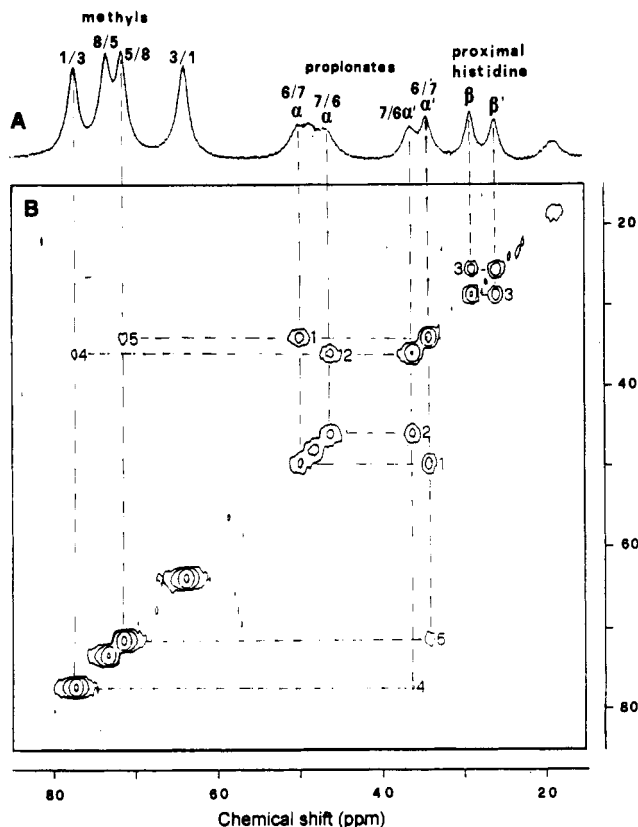 methyls
1/3
8/5
5/8
3/1
propionates
6/7
α
7/6
α
7/6α'
6/7
α'
proximal
histidine
β
β'
A
B
20
3
3
5
1
4
2
40
2
1
60
5
4
80
80
60
40
20
Chemical shift (ppm)